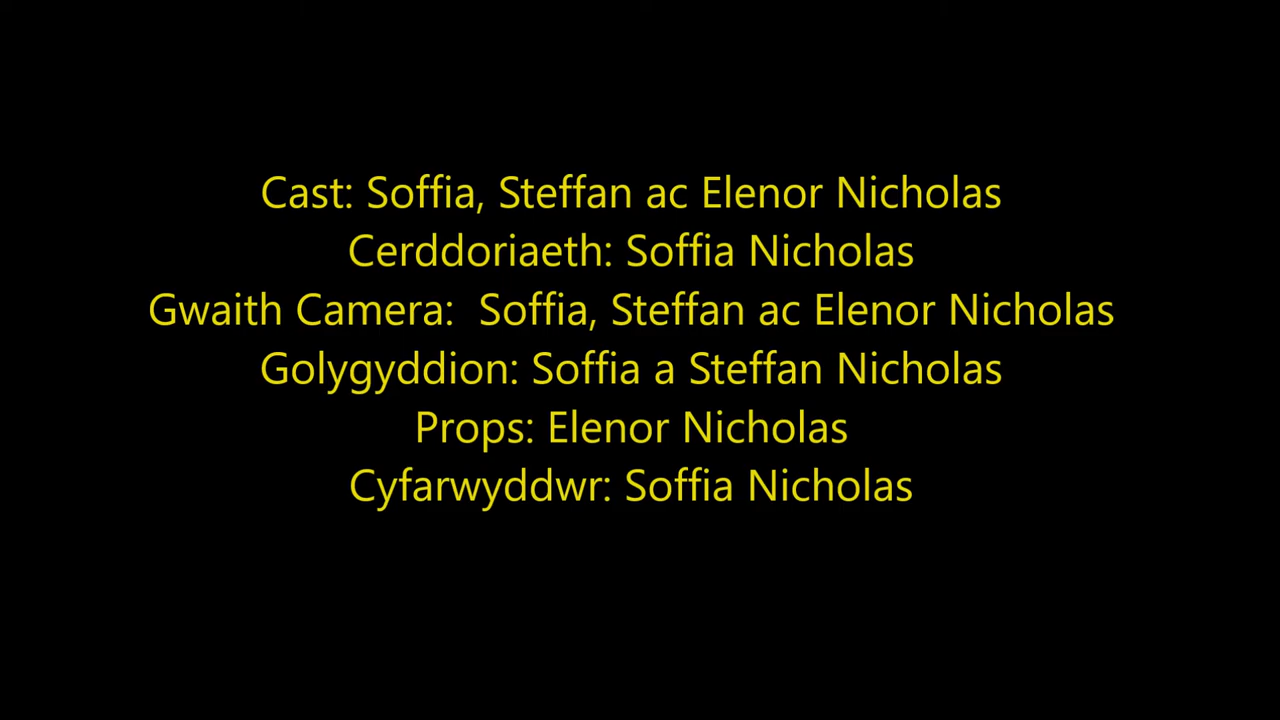 Cast: Soffia, Steffan ac Elenor Nicholas
Cerddoriaeth: Soffia Nicholas
Gwaith Camera:  Soffia, Steffan ac Elenor Nicholas
Golygyddion: Soffia a Steffan Nicholas
Props: Elenor Nicholas
Cyfarwyddwr: Soffia Nicholas